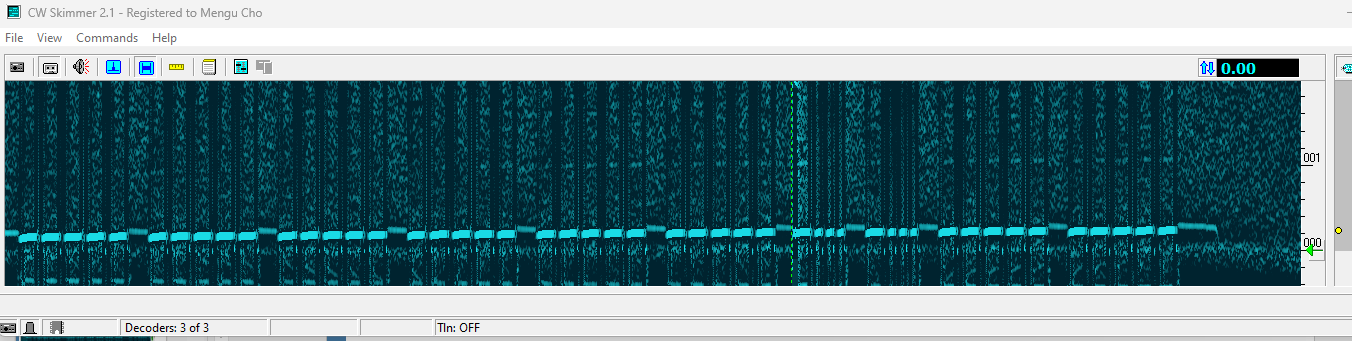 CW Skimmer 2.1 - Registered to Mengu Cho
File View Commands Help
0.00
001
000
Decoders: 3 of 3
Tln: OFF